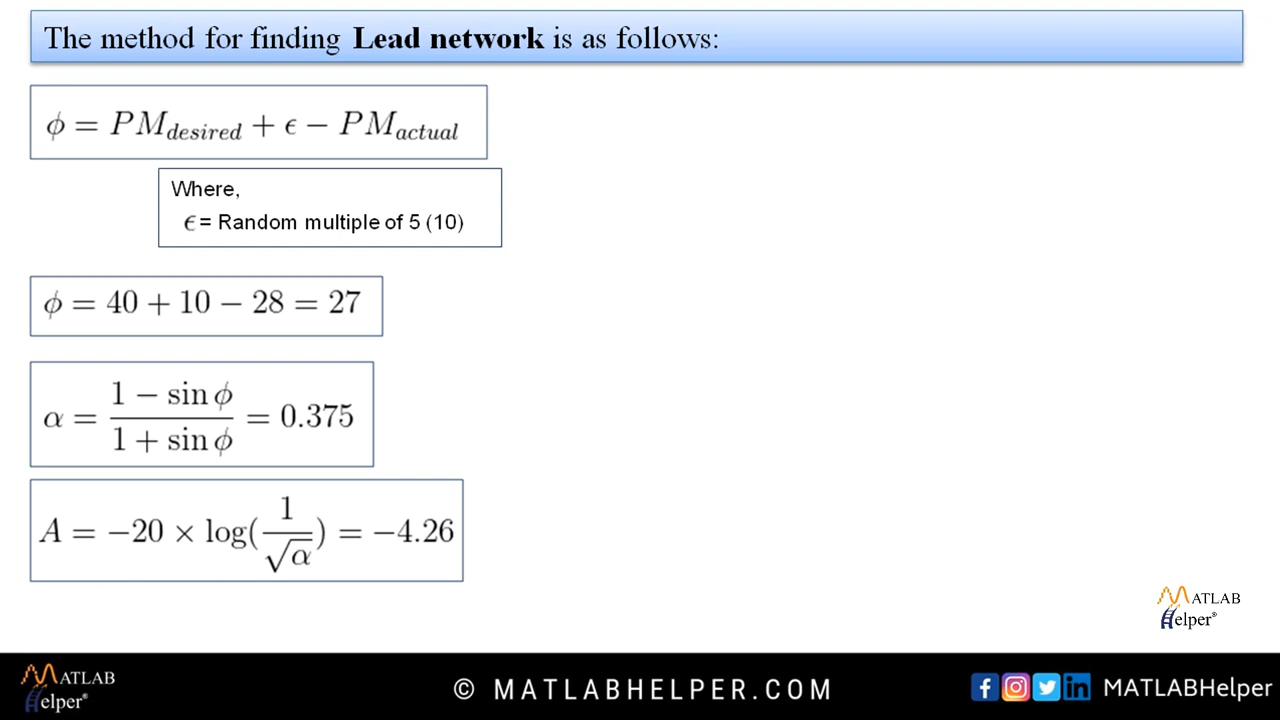 The method for finding Lead network is as follows:
ϕ = PM_desired + ϵ − PM_actual
Where,
ϵ = Random multiple of 5 (10)
ϕ = 40 + 10 − 28 = 27
α = (1 − sin ϕ)/(1 + sin ϕ) = 0.375
A = −20 × log(1/√α) = −4.26
MATLAB
Helper®
MATLAB
Helper®
© MATLABHELPER.COM
MATLABHelper